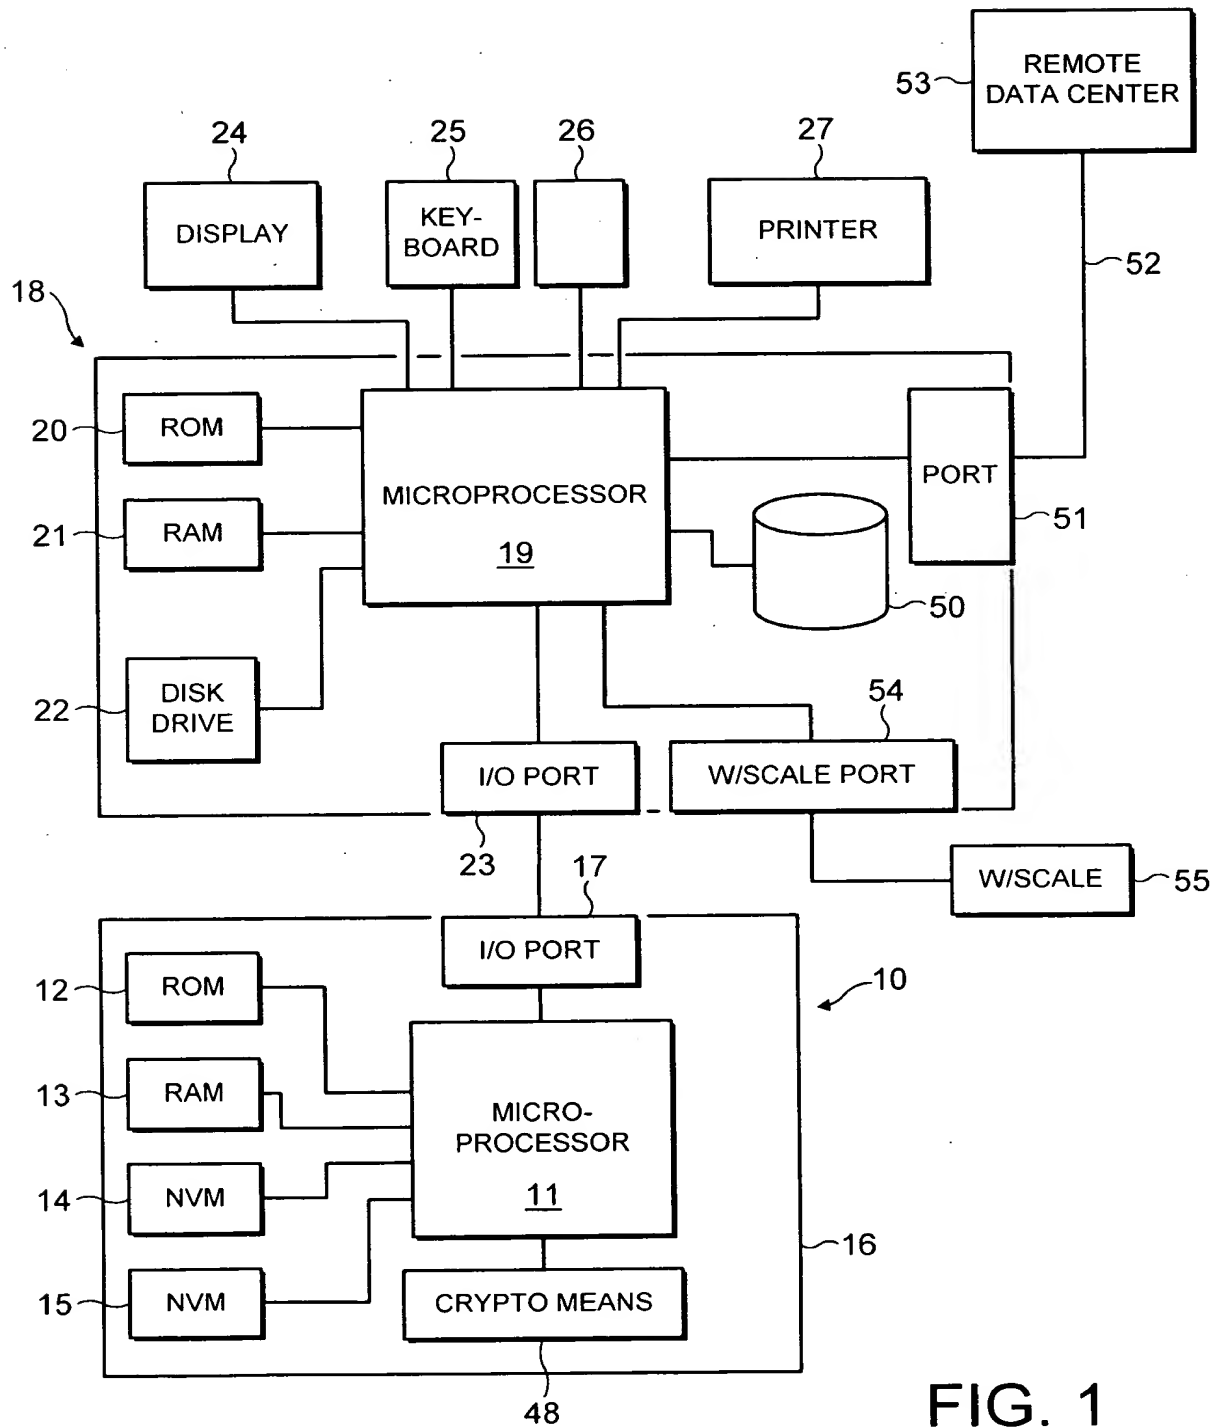 53
REMOTE
DATA CENTER
24
25
26
27
DISPLAY
KEY-
BOARD
PRINTER
52
18
20
ROM
21
RAM
MICROPROCESSOR
19
PORT
51
50
22
DISK
DRIVE
54
I/O PORT
W/SCALE PORT
23
17
W/SCALE
55
I/O PORT
12
ROM
10
13
RAM
MICRO-
PROCESSOR
11
14
NVM
16
15
NVM
CRYPTO MEANS
48
FIG. 1